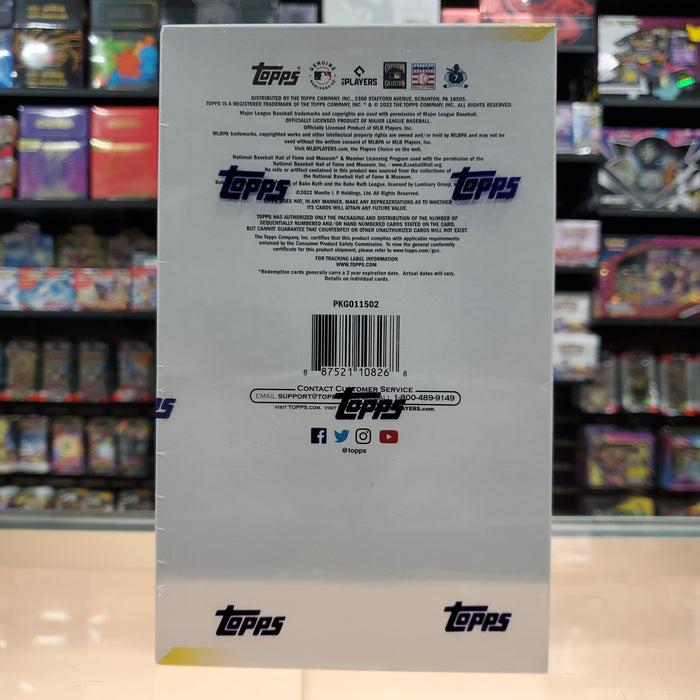 Topps
GENUINE MERCHANDISE
MLB PLAYERS
7
DISTRIBUTED BY THE TOPPS COMPANY, INC., 2300 STAFFORD AVENUE, SCRANTON, PA 18505.
TOPPS IS A REGISTERED TRADEMARK OF THE TOPPS COMPANY, INC. ® & © 2022 THE TOPPS COMPANY, INC. ALL RIGHTS RESERVED.
Major League Baseball trademarks and copyrights are used with permission of Major League Baseball.
OFFICIALLY LICENSED PRODUCT OF MAJOR LEAGUE BASEBALL.
Officially Licensed Product of MLB Players, Inc.
MLBPA trademarks, copyrighted works and other intellectual property rights are owned and/or held by MLBPA and may not be
used without the written consent of MLBPA or MLB Players, Inc.
Visit MLBPLAYERS.com, the Players Choice on the web.
National Baseball Hall of Fame and Museum® & Member Licensing Program used with the permission of the
National Baseball Hall of Fame and Museum, Inc. • www.baseballhall.org.
No relic or artifact contained in this product was sourced from the collections of
the National Baseball Hall of Fame & Museum.
Topps
of Babe Ruth and the Babe Ruth League, licensed by Luminary Group,
Topps
©2022 Mantle I. P. Holdings, Ltd. All Rights Reserved.
TOPPS DOES NOT, IN ANY MANNER, MAKE ANY REPRESENTATIONS AS TO WHETHER
ITS CARDS WILL ATTAIN ANY FUTURE VALUE.
TOPPS HAS AUTHORIZED ONLY THE PACKAGING AND DISTRIBUTION OF THE NUMBER OF
SEQUENTIALLY NUMBERED AND/OR HAND NUMBERED CARDS STATED ON THE CARD,
BUT CANNOT GUARANTEE THAT COUNTERFEIT OR OTHER UNAUTHORIZED CARDS WILL NOT EXIST.
The Topps Company, Inc. certifies that this product complies with applicable requirements
enforced by the Consumer Product Safety Commission. To view the general conformity
certificate for this product shipment, please refer to www.topps.com/gcc.
FOR TRACKING LABEL INFORMATION
WWW.TOPPS.COM
*Redemption cards generally carry a 2 year expiration date. Actual dates will vary.
Details on individual cards.
PKG011502
8 87521 10826 8
CONTACT CUSTOMER SERVICE
EMAIL SUPPORT@TOPP CALL 1-800-489-9149
Topps
VISIT TOPPS.COM. VISIT AYERS.com.
@topps
Topps
Topps